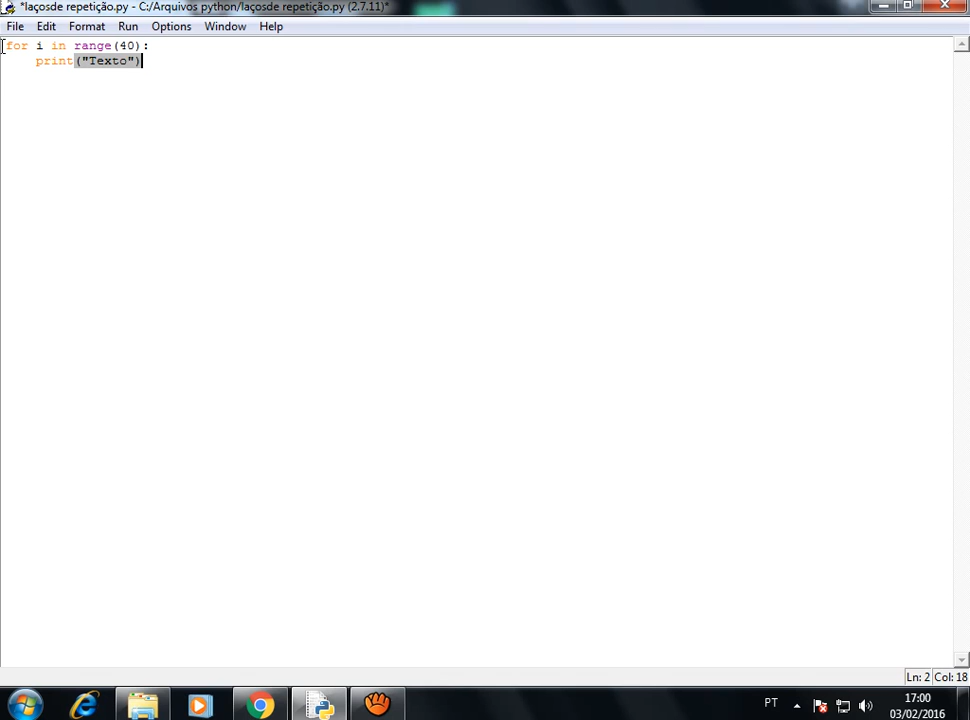 *laçosde repetição.py - C:/Arquivos python/laçosde repetição.py (2.7.11)*
File Edit Format Run Options Window Help
for i in range(40):
    print("Texto")
Ln: 2 Col: 18
PT
17:00
03/02/2016